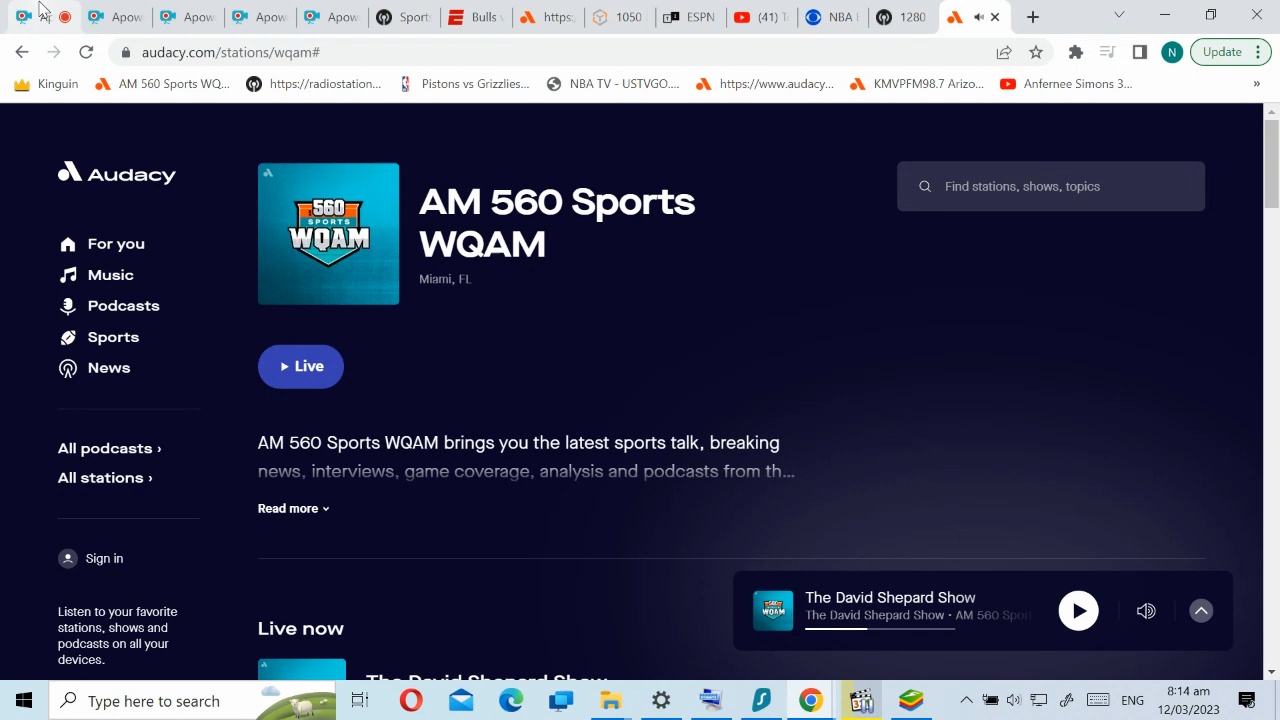 Apow
Apow
Apow
Sport
Bulls v
https:
1050
ESPN
(41) T
NBA E
1280
audacy.com/stations/wqam#
N
Update
Kinguin
AM 560 Sports WQ...
https://radiostation...
Pistons vs Grizzlies...
NBA TV - USTVGO....
https://www.audacy...
KMVPFM98.7 Arizo...
Anfernee Simons 3...
»
Audacy
560
SPORTS
WQAM
AM 560 Sports
WQAM
Miami, FL
Find stations, shows, topics
For you
Music
Podcasts
Sports
News
Live
All podcasts ›
All stations ›
AM 560 Sports WQAM brings you the latest sports talk, breaking
news, interviews, game coverage, analysis and podcasts from th...
Read more
Sign in
Listen to your favorite
stations, shows and
podcasts on all your
devices.
Live now
The David Shepard Show
The David Shepard Show
The David Shepard Show • AM 560 Sport
Type here to search
ENG
8:14 am
12/03/2023